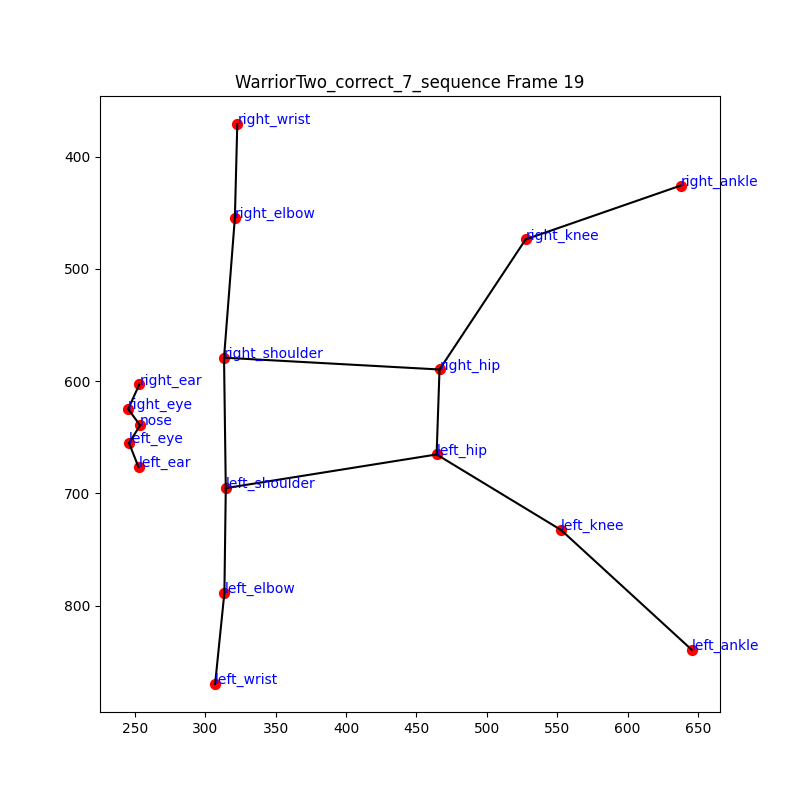 WarriorTwo_correct_7_sequence Frame 19
right_wrist
400
right_ankle
right_elbow
right_knee
500
right_shoulder
right_hip
600
right_ear
right_eye
nose
left_eye
left_hip
left_ear
left_shoulder
700
left_knee
left_elbow
800
left_ankle
left_wrist
250 300 350 400 450 500 550 600 650